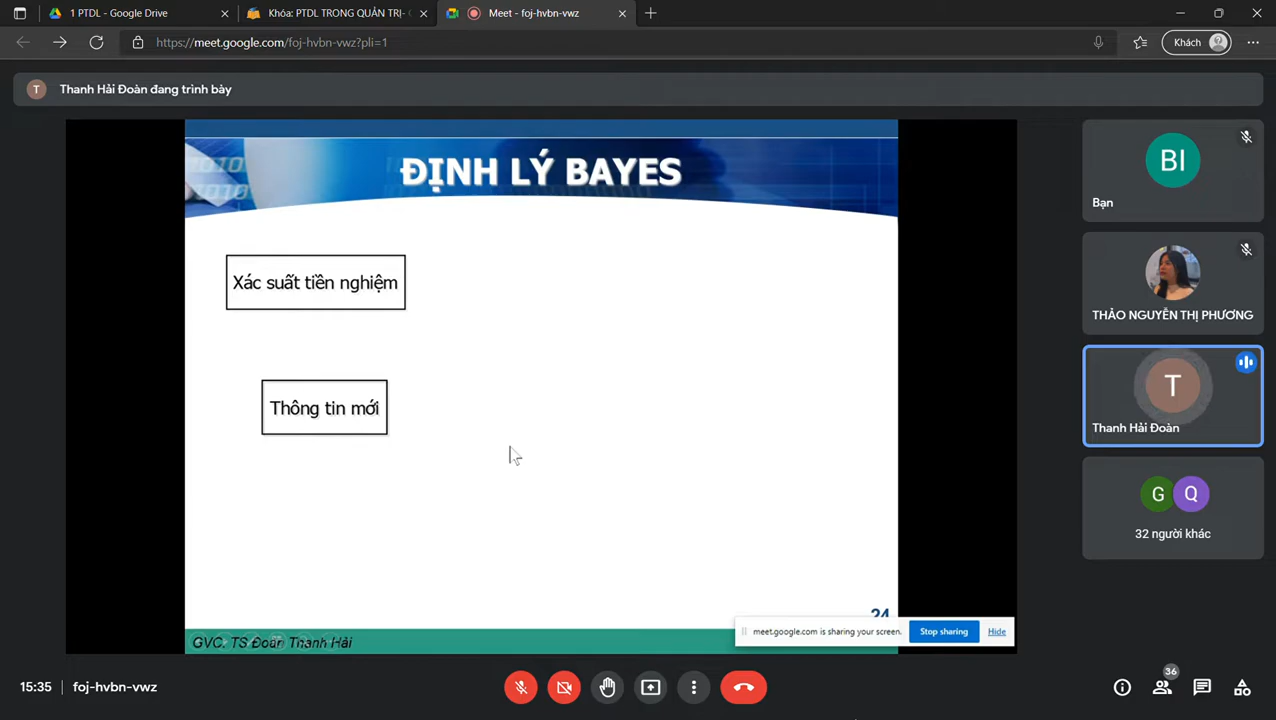 1 PTDL - Google Drive
Khóa: PTDL TRONG QUẢN TRỊ-
Meet - foj-hvbn-vwz
https://meet.google.com/foj-hvbn-vwz?pli=1
Khách
T
Thanh Hải Đoàn đang trình bày
ĐỊNH LÝ BAYES
Xác suất tiền nghiệm
Thông tin mới
24
GVC. TS Đoàn Thanh Hải
meet.google.com is sharing your screen.
Stop sharing
Hide
BI
Bạn
THẢO NGUYỄN THỊ PHƯƠNG
T
Thanh Hải Đoàn
G
Q
32 người khác
15:35
foj-hvbn-vwz
36